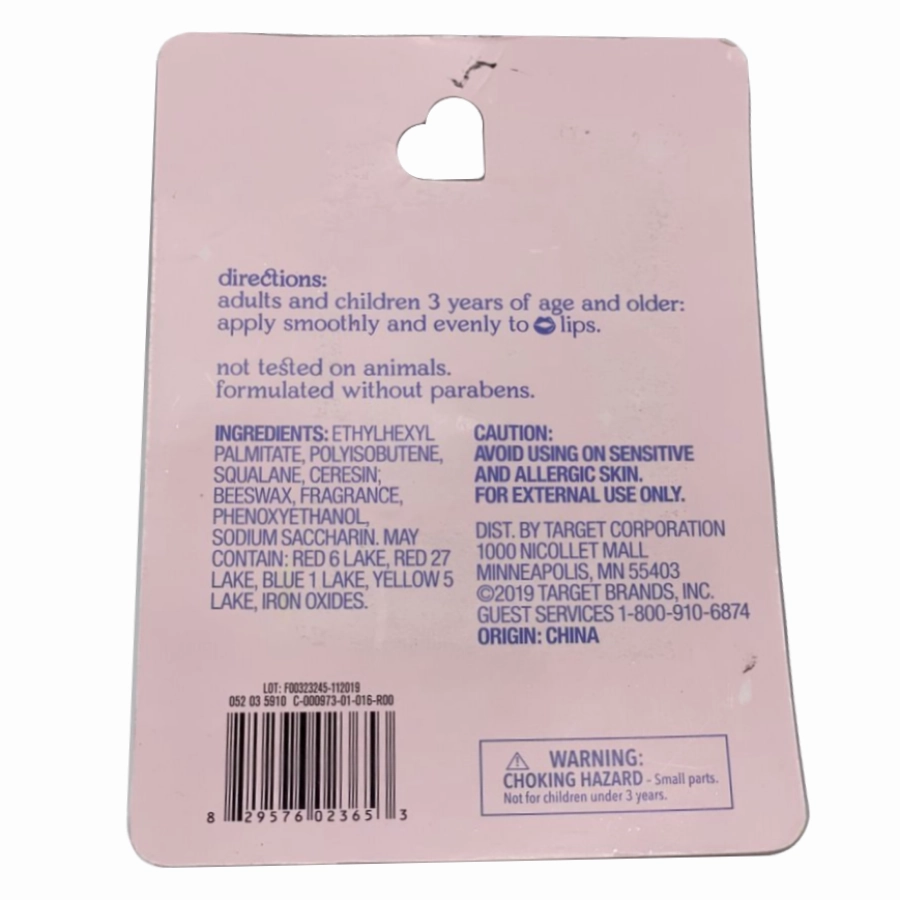 directions:
adults and children 3 years of age and older:
apply smoothly and evenly to lips.
not tested on animals.
formulated without parabens.
INGREDIENTS: ETHYLHEXYL
PALMITATE, POLYISOBUTENE,
SQUALANE, CERESIN,
BEESWAX, FRAGRANCE,
PHENOXYETHANOL,
SODIUM SACCHARIN. MAY
CONTAIN: RED 6 LAKE, RED 27
LAKE, BLUE 1 LAKE, YELLOW 5
LAKE, IRON OXIDES.
CAUTION:
AVOID USING ON SENSITIVE
AND ALLERGIC SKIN.
FOR EXTERNAL USE ONLY.
DIST. BY TARGET CORPORATION
1000 NICOLLET MALL
MINNEAPOLIS, MN 55403
©2019 TARGET BRANDS, INC.
GUEST SERVICES 1-800-910-6874
ORIGIN: CHINA
LOT: F00323245-112019
052 03 5910 C-000973-01-016-R00
8 29576 02365 3
WARNING:
CHOKING HAZARD - Small parts.
Not for children under 3 years.